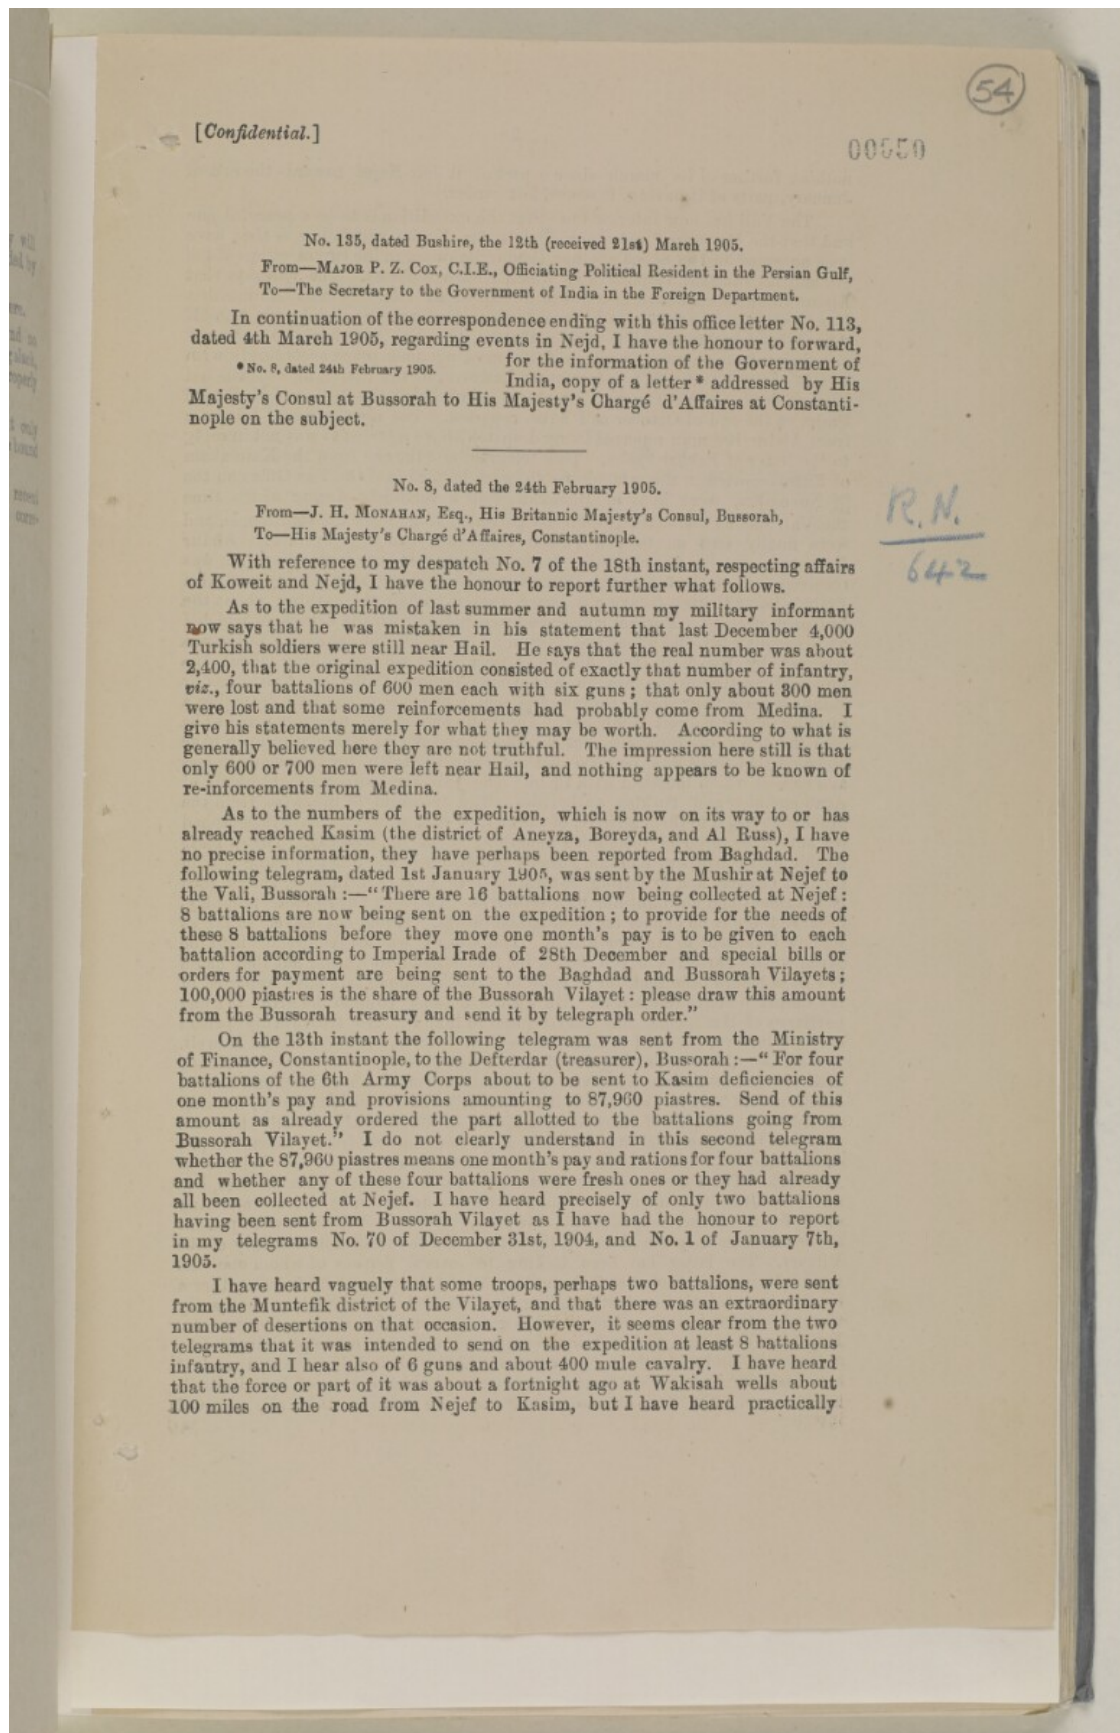 54
[Confidential.]
00550
No. 135, dated Bushire, the 12th (received 21st) March 1905.
From—MAJOR P. Z. COX, C.I.E., Officiating Political Resident in the Persian Gulf,
To—The Secretary to the Government of India in the Foreign Department.
In continuation of the correspondence ending with this office letter No. 113,
dated 4th March 1905, regarding events in Nejd, I have the honour to forward,
for the information of the Government of
* No. 8, dated 24th February 1905.
India, copy of a letter * addressed by His
Majesty's Consul at Bussorah to His Majesty's Chargé d'Affaires at Constanti-
nople on the subject.
No. 8, dated the 24th February 1905.
From—J. H. MONAHAN, Esq., His Britannic Majesty's Consul, Bussorah,
To—His Majesty's Chargé d'Affaires, Constantinople.
R. N.
642
With reference to my despatch No. 7 of the 18th instant, respecting affairs
of Koweit and Nejd, I have the honour to report further what follows.
As to the expedition of last summer and autumn my military informant
now says that he was mistaken in his statement that last December 4,000
Turkish soldiers were still near Hail. He says that the real number was about
2,400, that the original expedition consisted of exactly that number of infantry,
viz., four battalions of 600 men each with six guns; that only about 300 men
were lost and that some reinforcements had probably come from Medina. I
give his statements merely for what they may be worth. According to what is
generally believed here they are not truthful. The impression here still is that
only 600 or 700 men were left near Hail, and nothing appears to be known of
re-inforcements from Medina.
As to the numbers of the expedition, which is now on its way to or has
already reached Kasim (the district of Aneyza, Boreyda, and Al Russ), I have
no precise information, they have perhaps been reported from Baghdad. The
following telegram, dated 1st January 1905, was sent by the Mushir at Nejef to
the Vali, Bussorah :—"There are 16 battalions now being collected at Nejef:
8 battalions are now being sent on the expedition; to provide for the needs of
these 8 battalions before they move one month's pay is to be given to each
battalion according to Imperial Irade of 28th December and special bills or
orders for payment are being sent to the Baghdad and Bussorah Vilayets;
100,000 piastres is the share of the Bussorah Vilayet: please draw this amount
from the Bussorah treasury and send it by telegraph order."
On the 13th instant the following telegram was sent from the Ministry
of Finance, Constantinople, to the Defterdar (treasurer), Bussorah :—"For four
battalions of the 6th Army Corps about to be sent to Kasim deficiencies of
one month's pay and provisions amounting to 87,960 piastres. Send of this
amount as already ordered the part allotted to the battalions going from
Bussorah Vilayet." I do not clearly understand in this second telegram
whether the 87,960 piastres means one month's pay and rations for four battalions
and whether any of these four battalions were fresh ones or they had already
all been collected at Nejef. I have heard precisely of only two battalions
having been sent from Bussorah Vilayet as I have had the honour to report
in my telegrams No. 70 of December 31st, 1904, and No. 1 of January 7th,
1905.
I have heard vaguely that some troops, perhaps two battalions, were sent
from the Muntefik district of the Vilayet, and that there was an extraordinary
number of desertions on that occasion. However, it seems clear from the two
telegrams that it was intended to send on the expedition at least 8 battalions
infantry, and I hear also of 6 guns and about 400 mule cavalry. I have heard
that the force or part of it was about a fortnight ago at Wakisah wells about
100 miles on the road from Nejef to Kasim, but I have heard practically